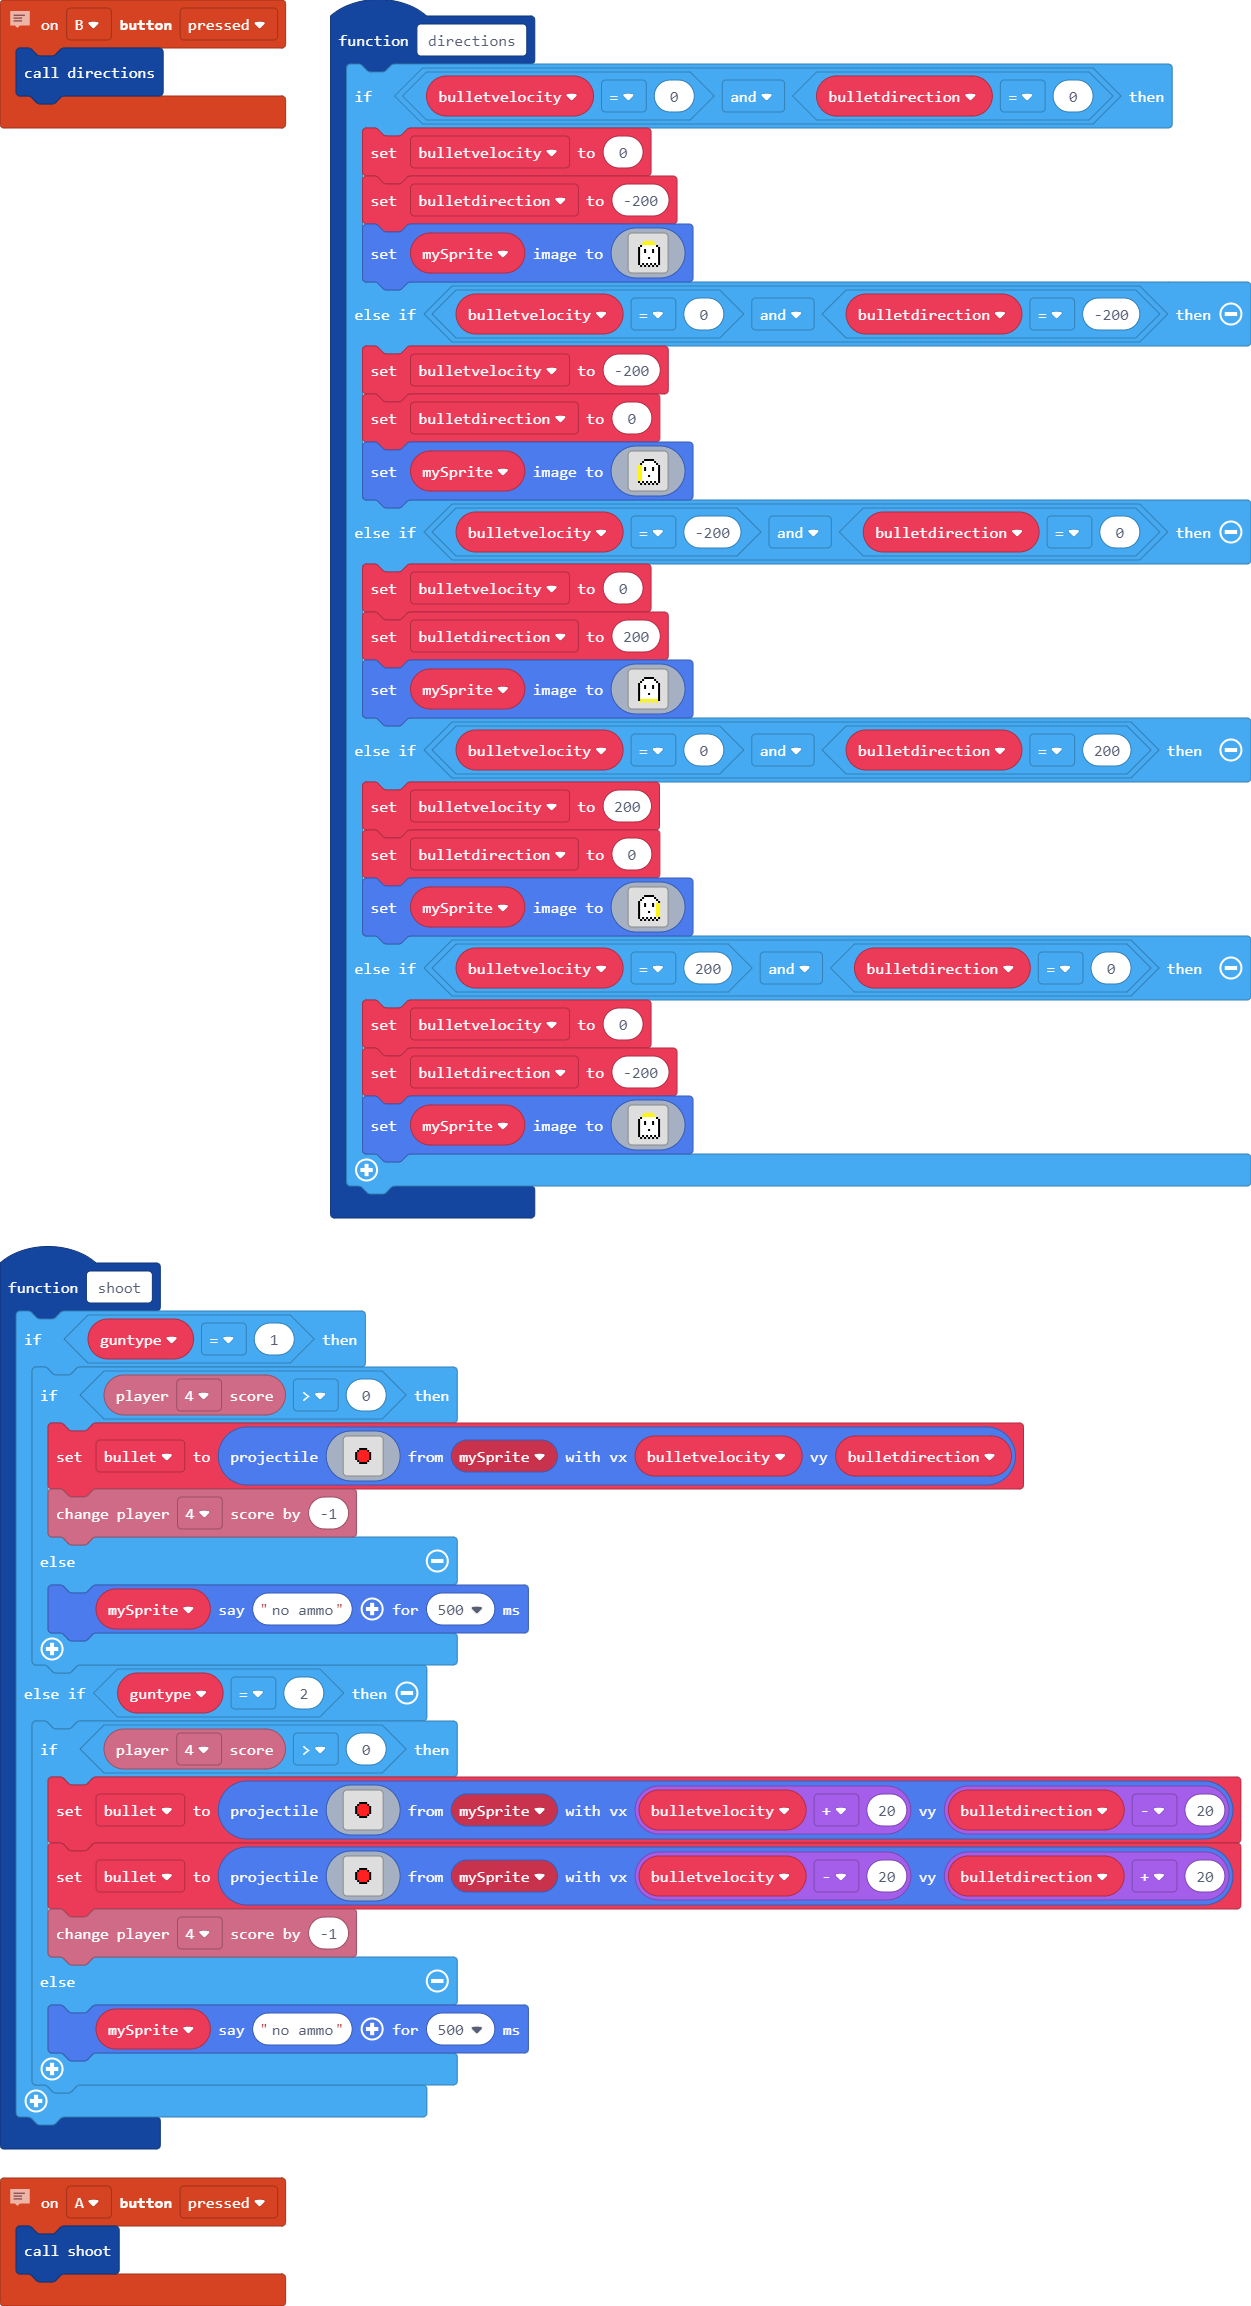 on B button pressed
call directions
function directions
if bulletvelocity = 0 and bulletdirection = 0 then
set bulletvelocity to 0
set bulletdirection to -200
set mySprite image to
else if bulletvelocity = 0 and bulletdirection = -200 then
set bulletvelocity to -200
set bulletdirection to 0
set mySprite image to
else if bulletvelocity = -200 and bulletdirection = 0 then
set bulletvelocity to 0
set bulletdirection to 200
set mySprite image to
else if bulletvelocity = 0 and bulletdirection = 200 then
set bulletvelocity to 200
set bulletdirection to 0
set mySprite image to
else if bulletvelocity = 200 and bulletdirection = 0 then
set bulletvelocity to 0
set bulletdirection to -200
set mySprite image to
function shoot
if guntype = 1 then
if player 4 score > 0 then
set bullet to projectile from mySprite with vx bulletvelocity vy bulletdirection
change player 4 score by -1
else
mySprite say "no ammo" for 500 ms
else if guntype = 2 then
if player 4 score > 0 then
set bullet to projectile from mySprite with vx bulletvelocity + 20 vy bulletdirection - 20
set bullet to projectile from mySprite with vx bulletvelocity - 20 vy bulletdirection + 20
change player 4 score by -1
else
mySprite say "no ammo" for 500 ms
on A button pressed
call shoot